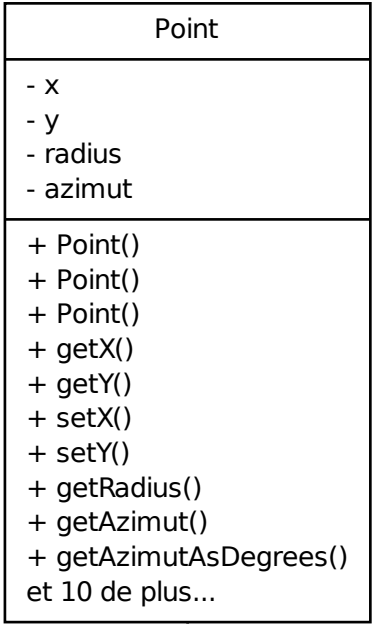 Point
- x
- y
- radius
- azimut
+ Point()
+ Point()
+ Point()
+ getX()
+ getY()
+ setX()
+ setY()
+ getRadius()
+ getAzimut()
+ getAzimutAsDegrees()
et 10 de plus...